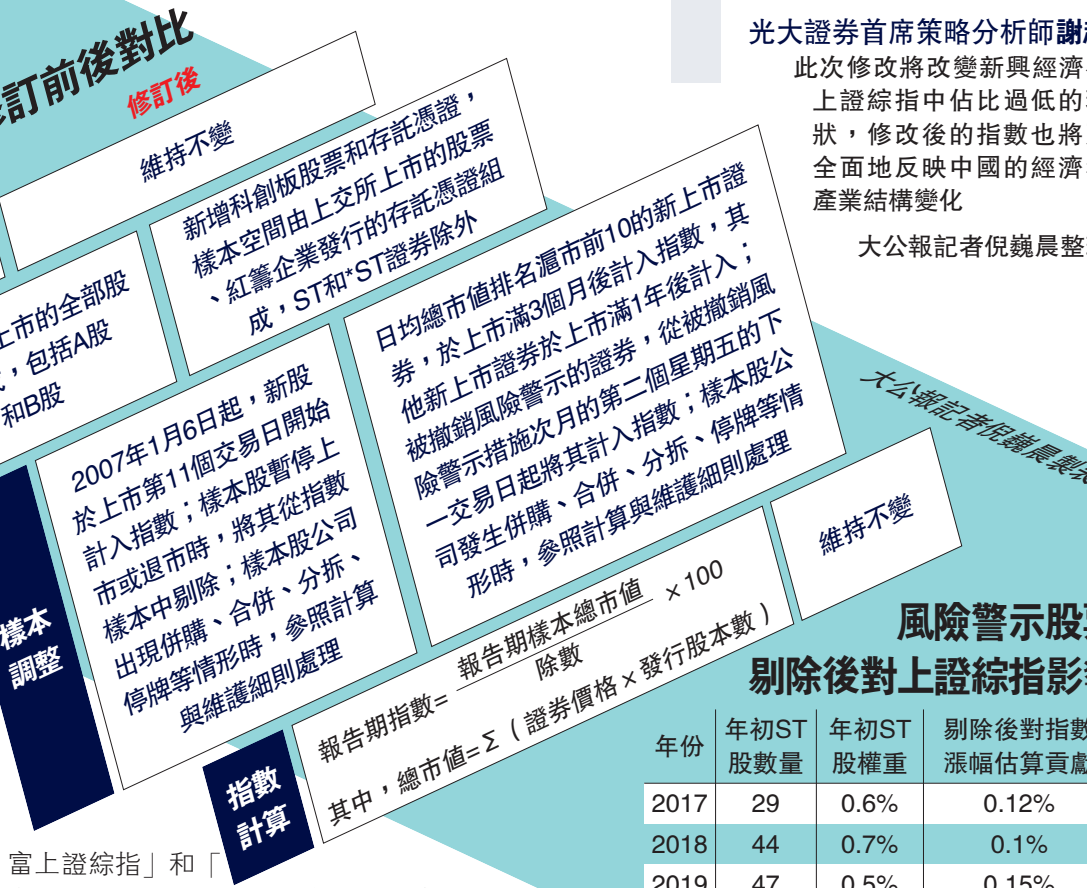 訂前後對比
修訂後
維持不變
新增科創板股票和存託憑證，
樣本空間由上交所上市的股票
、紅籌企業發行的存託憑證組
成，ST和*ST證券除外
上市的全部股
，包括A股
和B股
樣本
調整
2007年1月6日起，新股
於上市第11個交易日開始
計入指數；樣本股暫停上
市或退市時，將其從指數
樣本中剔除；樣本股公司
出現併購、合併、分拆、
停牌等情形時，參照計算
與維護細則處理
日均總市值排名滬市前10的新上市證
券，於上市滿3個月後計入指數，其
他新上市證券於上市滿1年後計入；
被撤銷風險警示的證券，從被撤銷風
險警示措施次月的第二個星期五的下
一交易日起將其計入指數；樣本股公
司發生併購、合併、分拆、停牌等情
形時，參照計算與維護細則處理
指數
計算
報告期指數= 報告期樣本總市值 ×100
除數
其中，總市值=Σ（證券價格×發行股本數）
維持不變
大公報記者倪巍晨製表
光大證券首席策略分析師謝
此次修改將改變新興經濟
上證綜指中佔比過低的
狀，修改後的指數也將
全面地反映中國的經濟
產業結構變化
大公報記者倪巍晨整
風險警示股
剔除後對上證綜指影
年份 年初ST股數量 年初ST股權重 剔除後對指數漲幅估算貢獻
2017 29 0.6% 0.12%
2018 44 0.7% 0.1%
2019 47 0.5% 0.15%
富上證綜指」和「